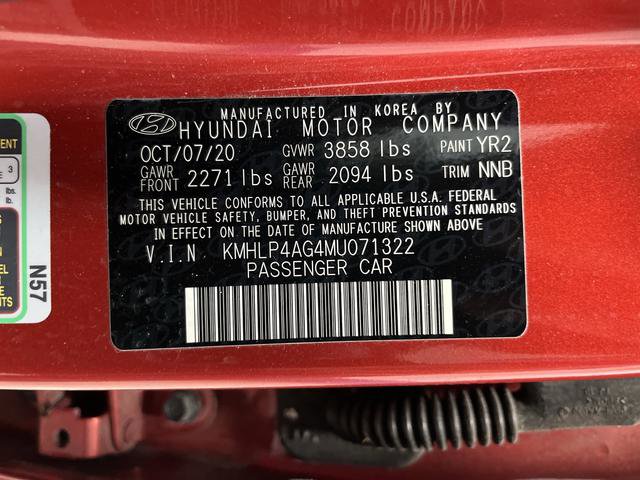 MANUFACTURED IN KOREA BY
HYUNDAI MOTOR COMPANY
OCT/07/20 GVWR 3858 lbs PAINT YR2
GAWR FRONT 2271 lbs GAWR REAR 2094 lbs TRIM NNB
THIS VEHICLE CONFORMS TO ALL APPLICABLE U.S.A. FEDERAL
MOTOR VEHICLE SAFETY, BUMPER, AND THEFT PREVENTION STANDARDS
IN EFFECT ON THE DATE OF MANUFACTURE SHOWN ABOVE
V.I.N KMHLP4AG4MU071322
PASSENGER CAR
3
lbs.
N57